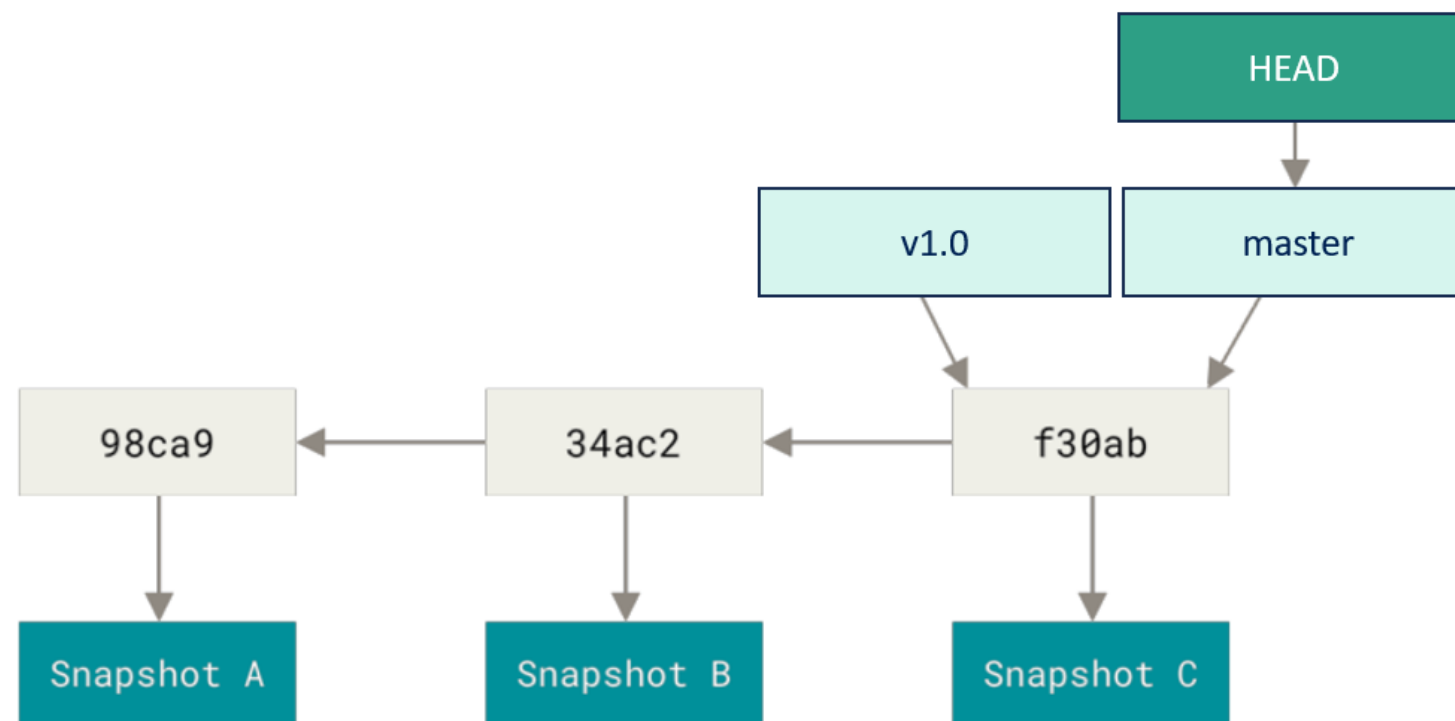 HEAD
v1.0
master
98ca9
34ac2
f30ab
Snapshot A
Snapshot B
Snapshot C